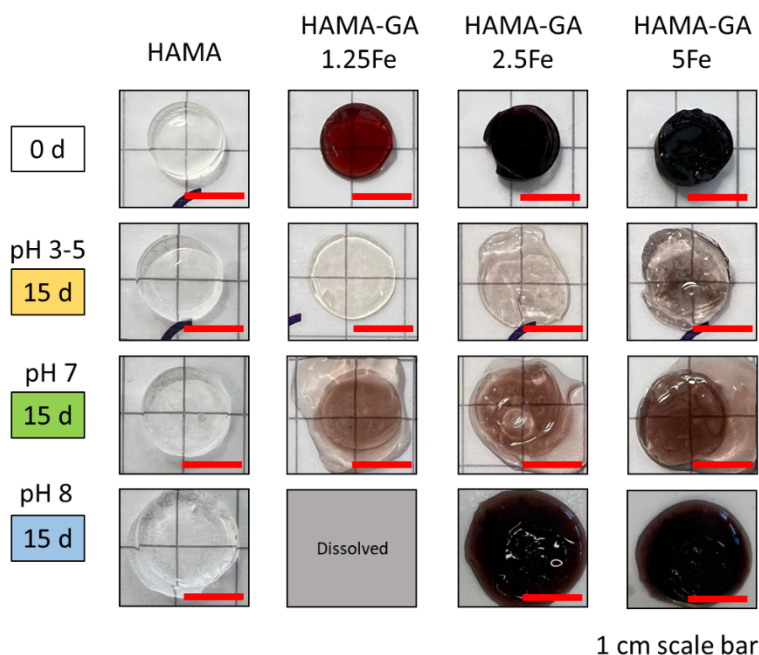 HAMA
HAMA-GA
1.25Fe
HAMA-GA
2.5Fe
HAMA-GA
5Fe
0 d
pH 3-5
15 d
pH 7
15 d
pH 8
15 d
Dissolved
1 cm scale bar